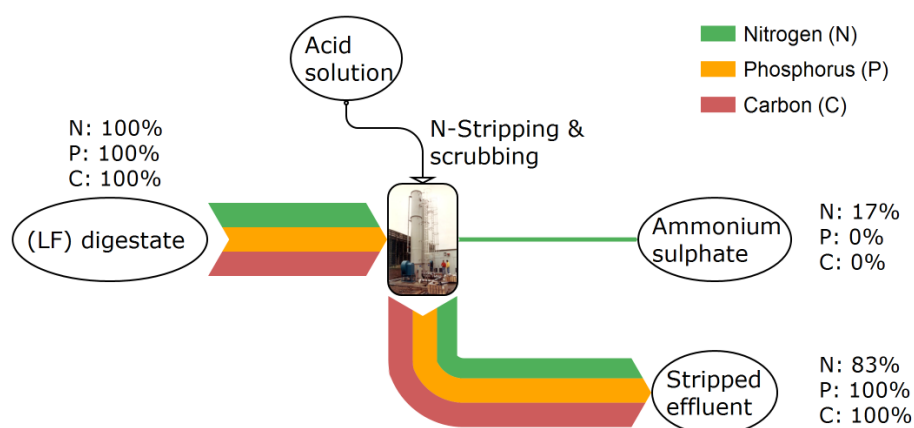 Acid
solution
Nitrogen (N)
Phosphorus (P)
Carbon (C)
N-Stripping &
scrubbing
N: 100%
P: 100%
C: 100%
(LF) digestate
Ammonium
sulphate
N: 17%
P: 0%
C: 0%
Stripped
effluent
N: 83%
P: 100%
C: 100%